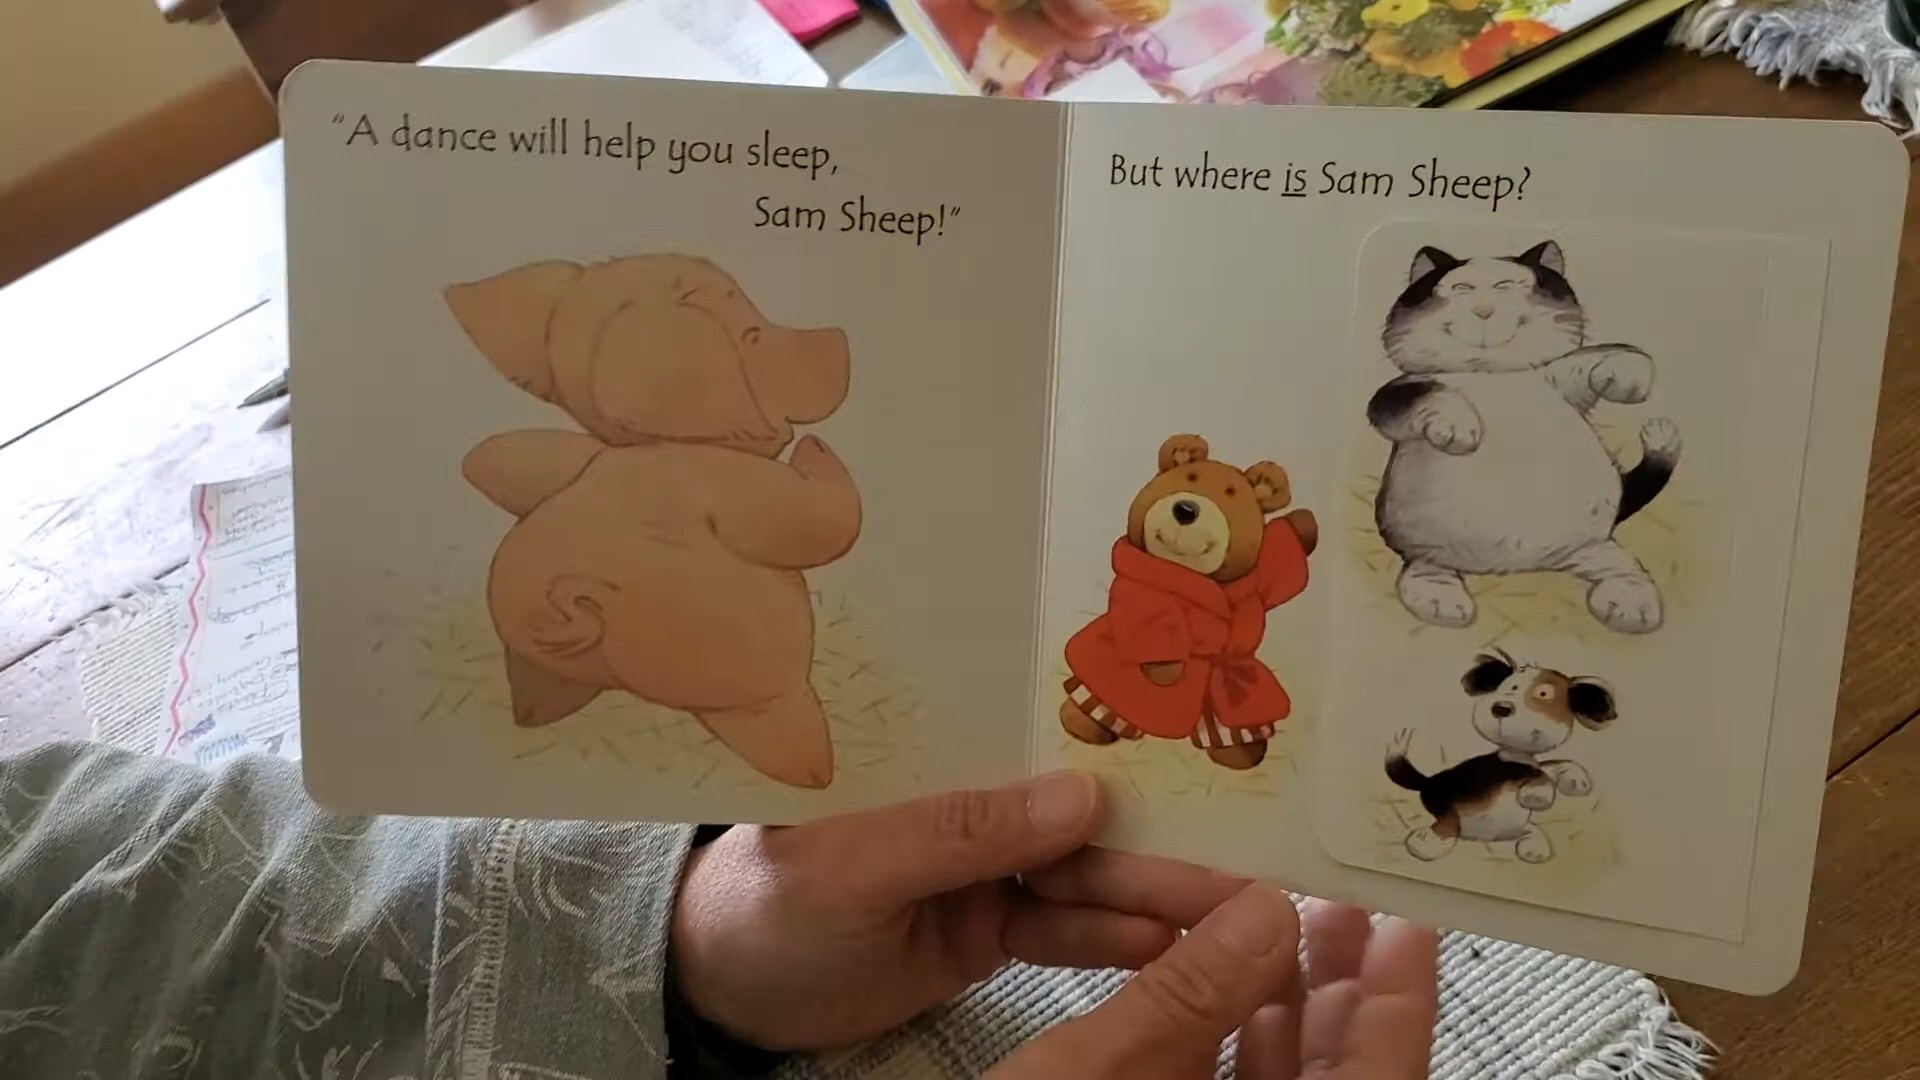 "A dance will help you sleep,
Sam Sheep!"
But where is Sam Sheep?